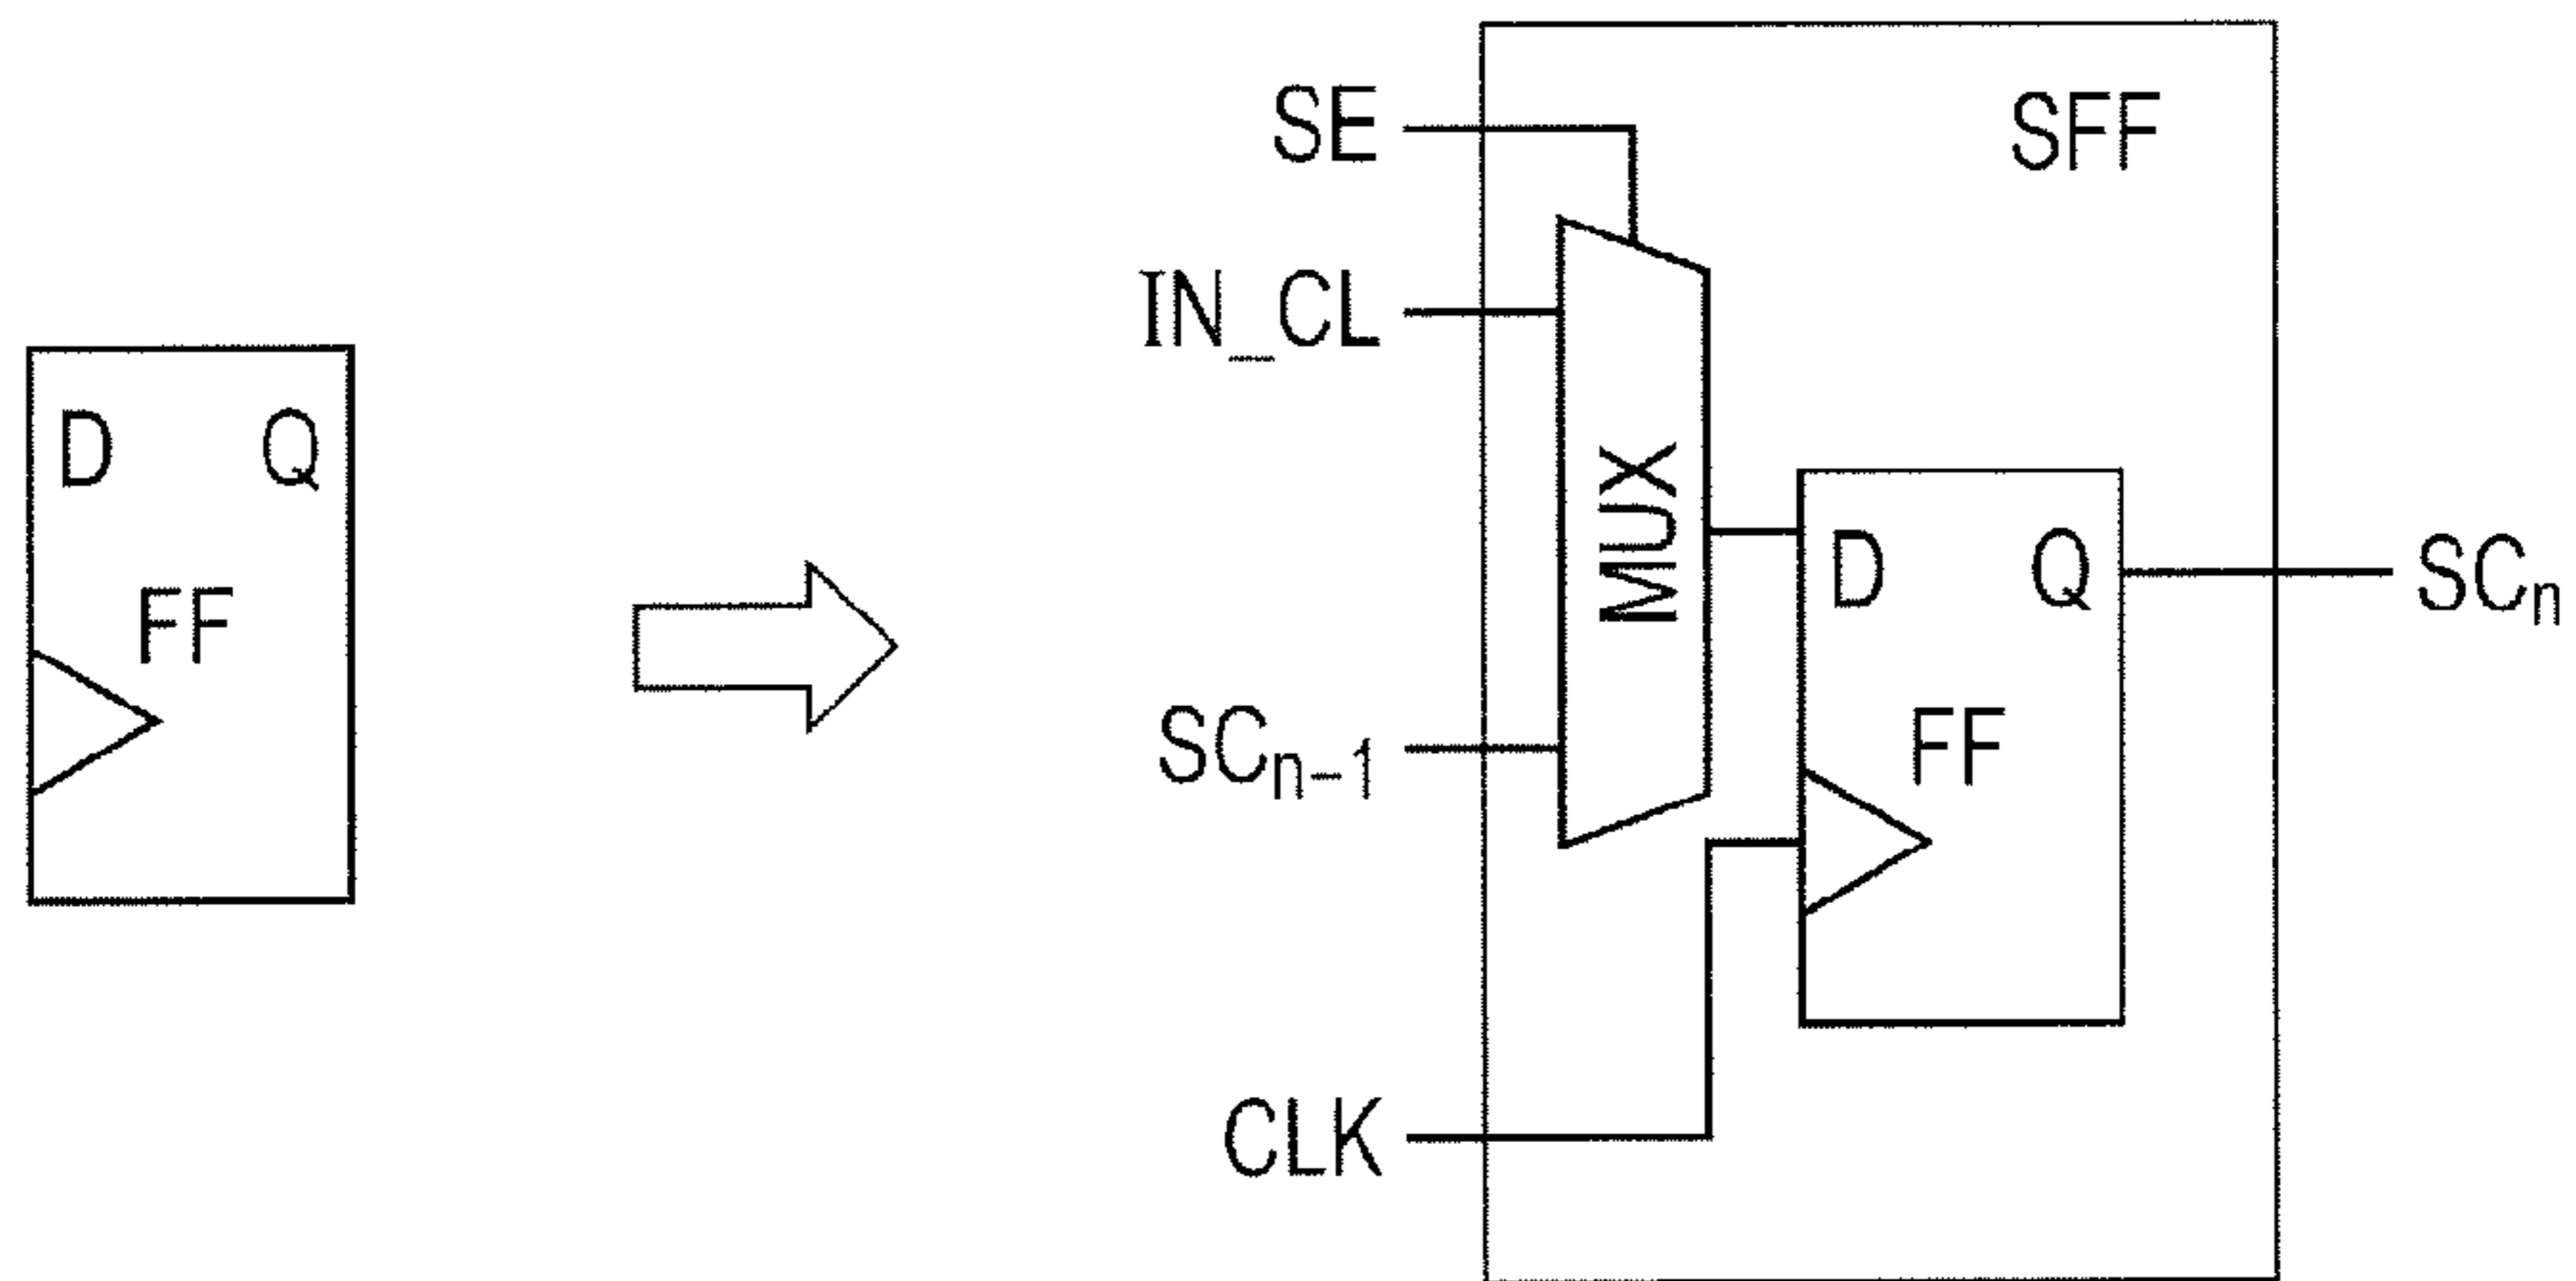 D Q
FF
SE
SFF
IN_CL
MUX
D Q
SCn
SCn-1
FF
CLK